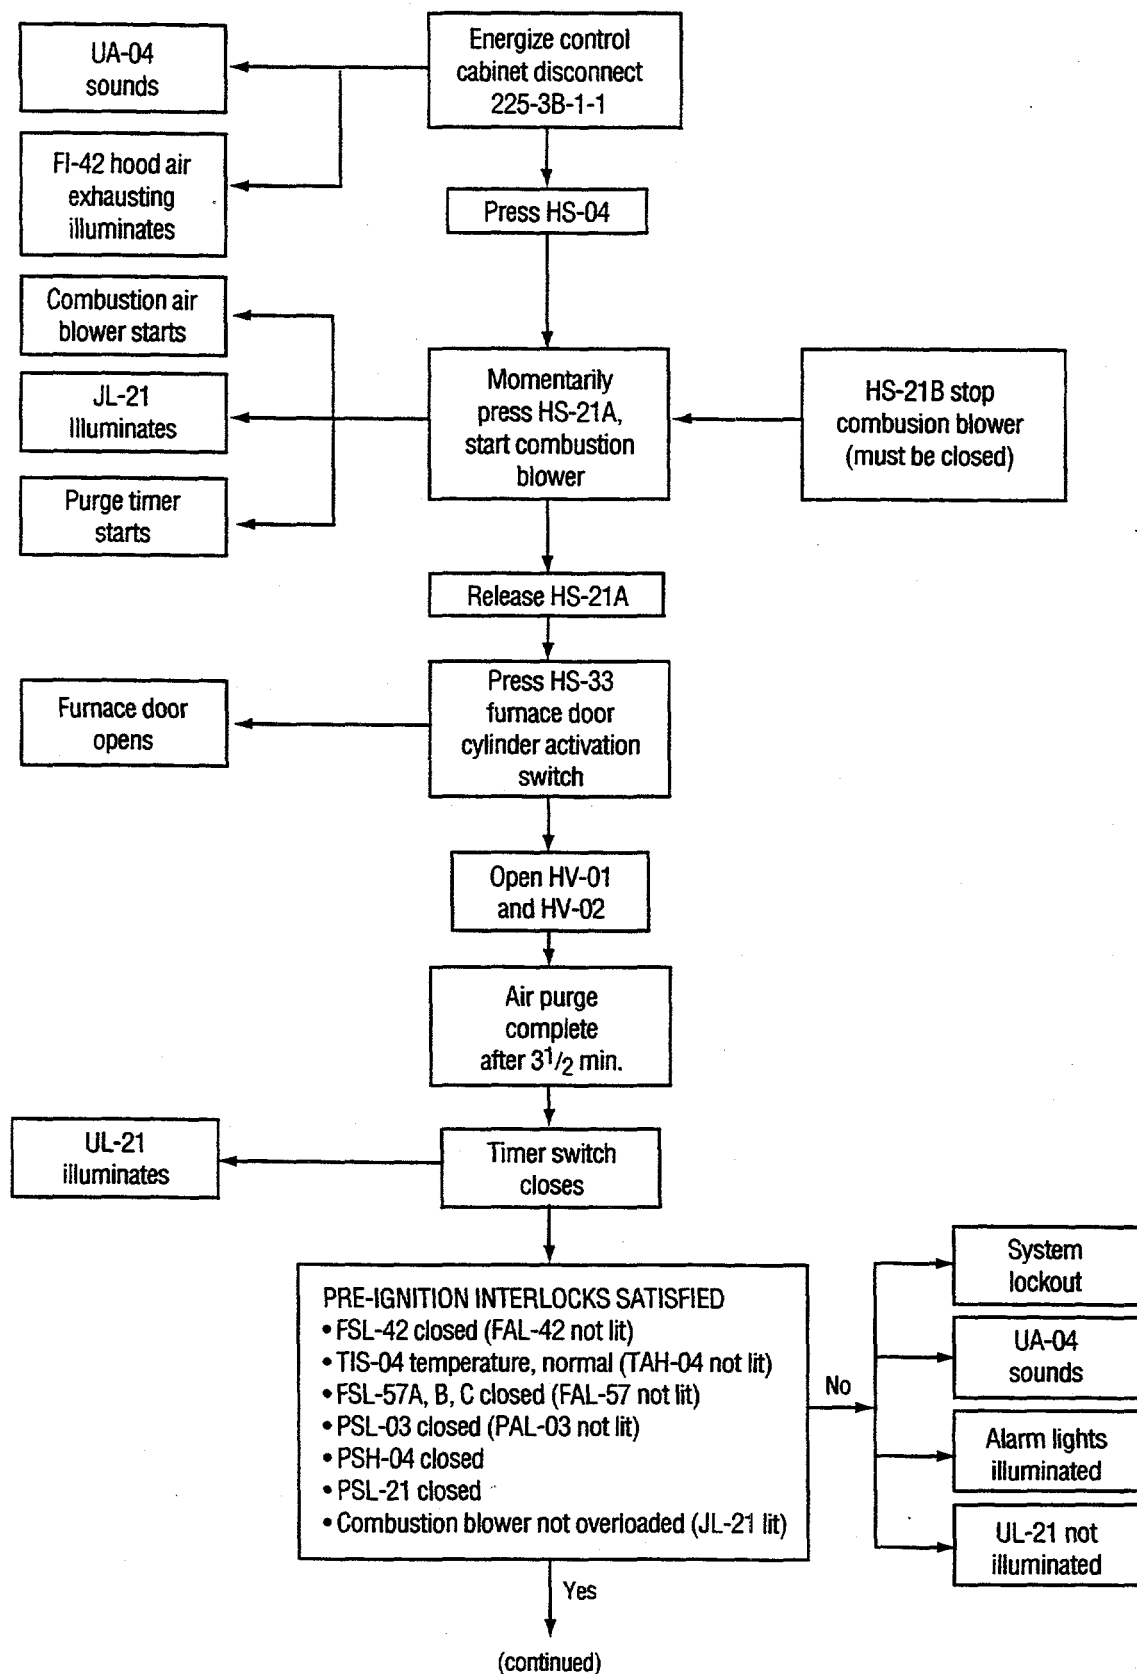 Energize control
cabinet disconnect
225-3B-1-1
UA-04
sounds
FI-42 hood air
exhausting
illuminates
Press HS-04
Combustion air
blower starts
JL-21
Illuminates
Purge timer
starts
Momentarily
press HS-21A,
start combustion
blower
HS-21B stop
combusion blower
(must be closed)
Release HS-21A
Press HS-33
furnace door
cylinder activation
switch
Furnace door
opens
Open HV-01
and HV-02
Air purge
complete
after 3 1/2 min.
Timer switch
closes
UL-21
illuminates
PRE-IGNITION INTERLOCKS SATISFIED
• FSL-42 closed (FAL-42 not lit)
• TIS-04 temperature, normal (TAH-04 not lit)
• FSL-57A, B, C closed (FAL-57 not lit)
• PSL-03 closed (PAL-03 not lit)
• PSH-04 closed
• PSL-21 closed
• Combustion blower not overloaded (JL-21 lit)
No
System
lockout
UA-04
sounds
Alarm lights
illuminated
UL-21 not
illuminated
Yes
(continued)